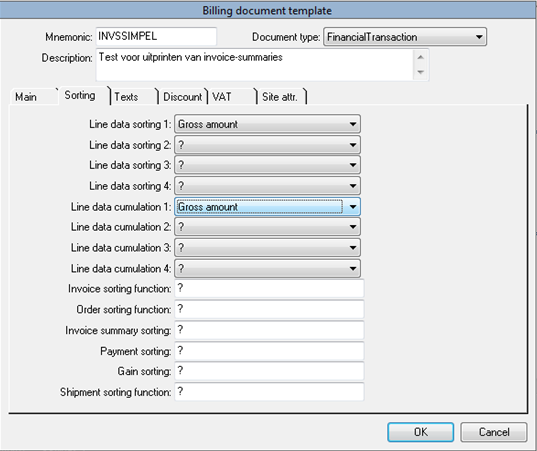 Billing document template
Mnemonic: INVSSIMPEL Document type: FinancialTransaction
Description: Test voor uitprinten van invoice-summaries
Main Sorting Texts Discount VAT Site attr.
Line data sorting 1: Gross amount
Line data sorting 2: ?
Line data sorting 3: ?
Line data sorting 4: ?
Line data cumulation 1: Gross amount
Line data cumulation 2: ?
Line data cumulation 3: ?
Line data cumulation 4: ?
Invoice sorting function: ?
Order sorting function: ?
Invoice summary sorting: ?
Payment sorting: ?
Gain sorting: ?
Shipment sorting function: ?
OK Cancel